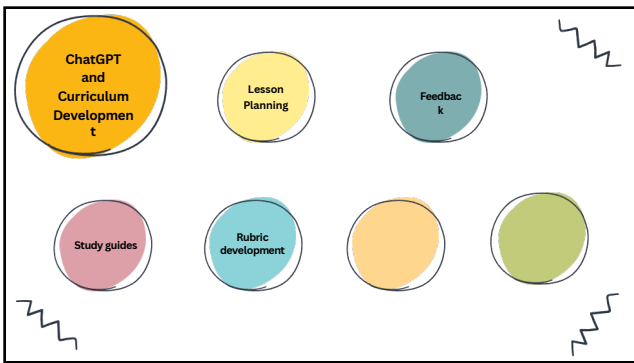 ChatGPT
and
Curriculum
Developmen
t
Lesson
Planning
Feedbac
k
Study guides
Rubric
development